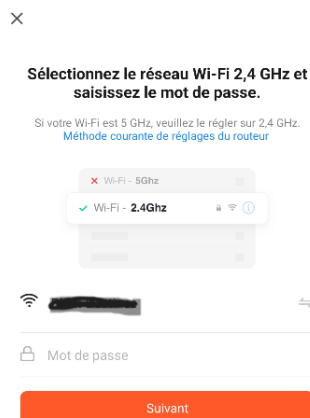 Sélectionnez le réseau Wi-Fi 2,4 GHz et
saisissez le mot de passe.
Si votre Wi-Fi est 5 GHz, veuillez le régler sur 2,4 GHz.
Méthode courante de réglages du routeur
Wi-Fi - 5Ghz
Wi-Fi - 2.4Ghz
Mot de passe
Suivant